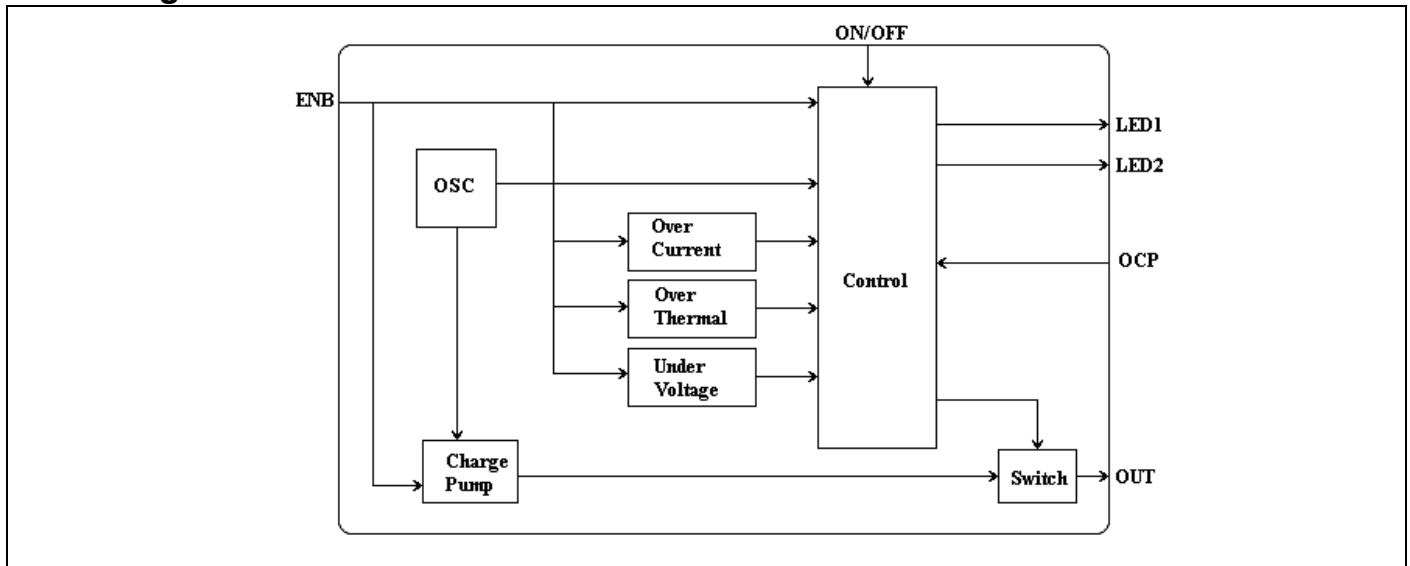 ON/OFF
ENB
LED1
LED2
OSC
Over
Current
OCP
Control
Over
Thermal
Under
Voltage
Charge
Pump
Switch
OUT